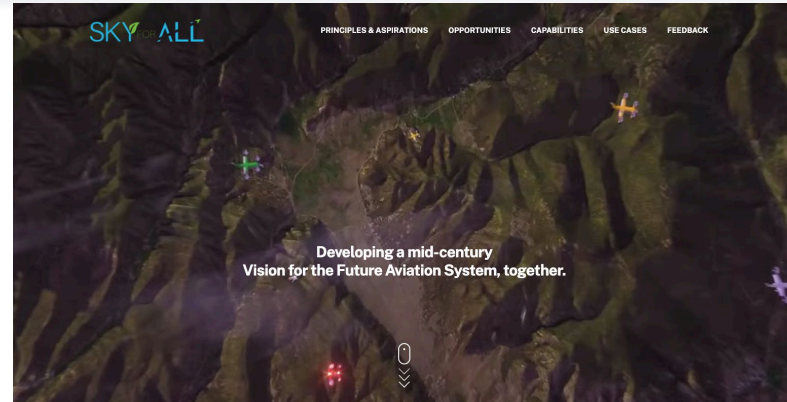 SKY FOR ALL
PRINCIPLES & ASPIRATIONS
OPPORTUNITIES
CAPABILITIES
USE CASES
FEEDBACK
Developing a mid-century
Vision for the Future Aviation System, together.